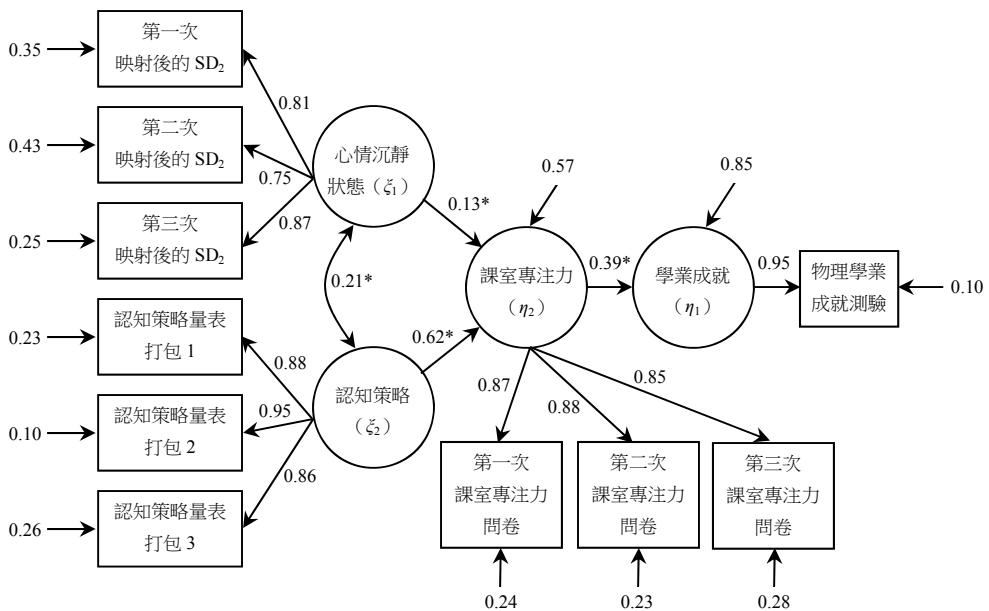 第一次
映射後的 SD₂
0.35
0.81
第二次
映射後的 SD₂
0.43
0.75
第三次
映射後的 SD₂
0.25
0.87
心情沉靜
狀態（ξ₁）
0.13*
0.21*
0.57
0.85
課室專注力
（η₂）
0.39*
學業成就
（η₁）
0.95
物理學業
成就測驗
0.10
認知策略量表
打包 1
0.23
0.88
認知策略量表
打包 2
0.10
0.95
認知策略量表
打包 3
0.26
0.86
認知策略
（ξ₂）
0.62*
0.87
0.88
0.85
第一次
課室專注力
問卷
第二次
課室專注力
問卷
第三次
課室專注力
問卷
0.24
0.23
0.28